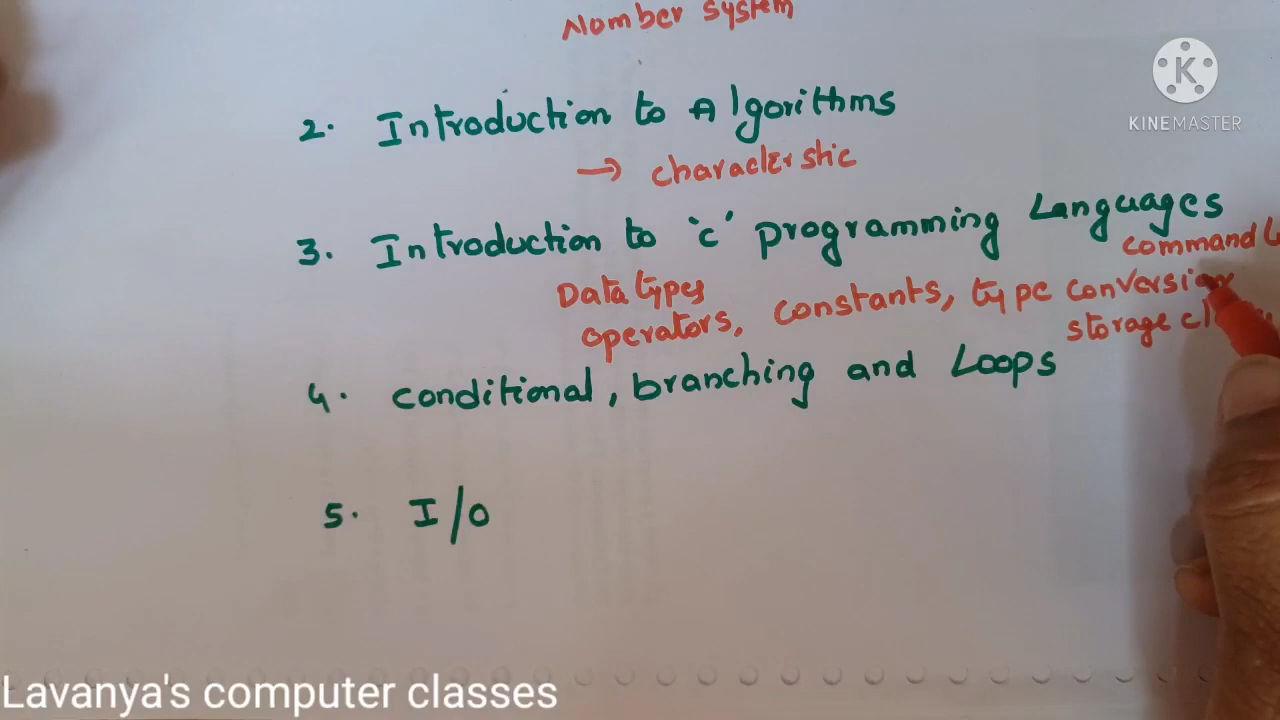 Number system
2. Introduction to Algorithms
→ characterstic
3. Introduction to 'c' programming Languages
command
Data types
operators, constants, type conversion
storage
4. conditional, branching and Loops
5. I/O
KINEMASTER
Lavanya's computer classes